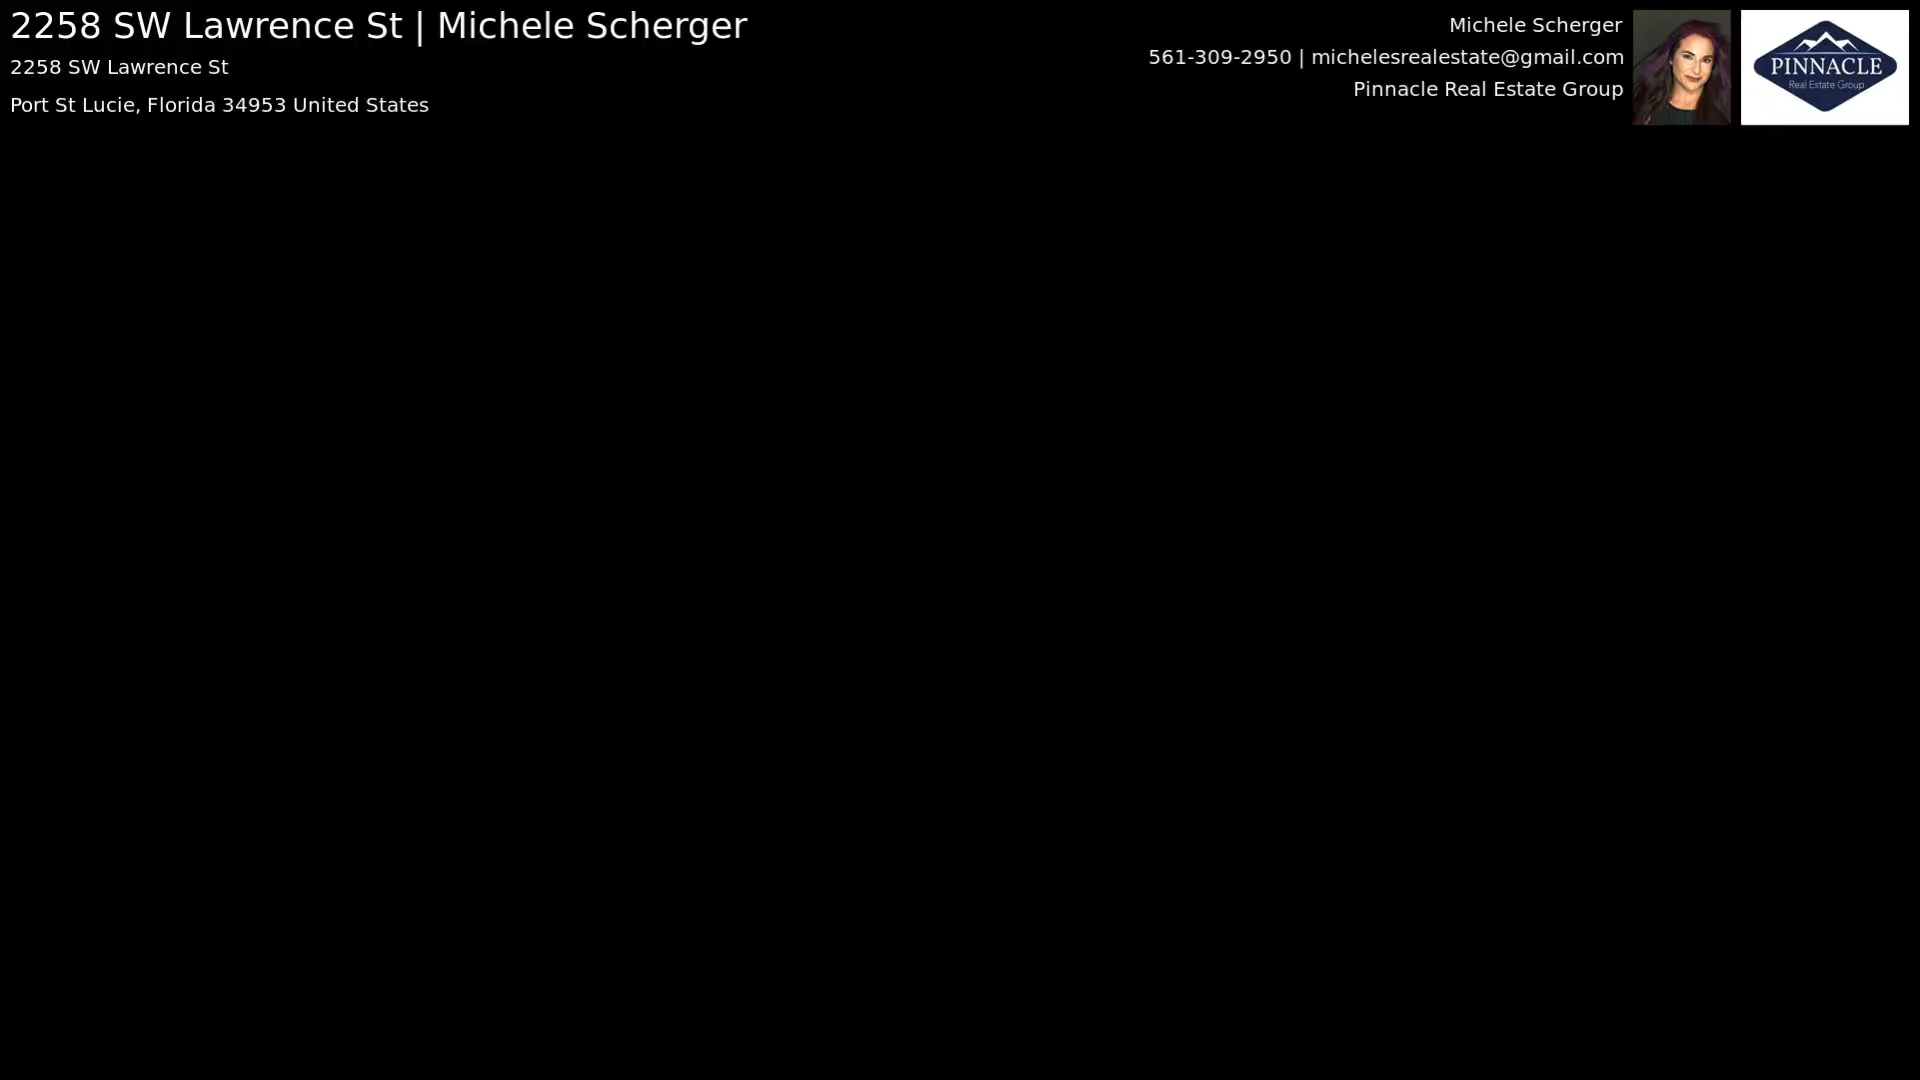 2258 SW Lawrence St | Michele Scherger
2258 SW Lawrence St
Port St Lucie, Florida 34953 United States
Michele Scherger
561-309-2950 | michelesrealestate@gmail.com
Pinnacle Real Estate Group
PINNACLE
Real Estate Group